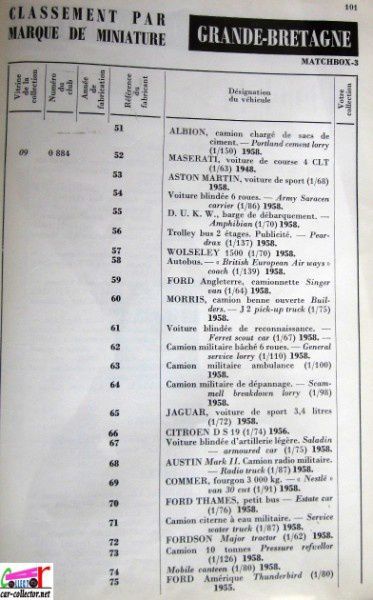 CLASSEMENT PAR
MARQUE DE MINIATURE
101
GRANDE-BRETAGNE
MATCHBOX-3
Vitrine de la collection
Numéro du club
Année de fabrication
Référence du fabricant
Désignation du véhicule
Votre collection
51 ALBION, camion chargé de sacs de
ciment. — Portland cement lorry
(1/150) 1958.
09 0 884 52 MASERATI, voiture de course 4 CLT
(1/63) 1948.
53 ASTON MARTIN, voiture de sport (1/68)
1958.
54 Voiture blindée 6 roues. — Army Saracen
carrier (1/86) 1958.
55 D. U. K. W., barge de débarquement. —
Amphibian (1/70) 1958.
56 Trolley bus 2 étages. Publicité. — Pear-
drax (1/137) 1958.
57 WOLSELEY 1500 (1/70) 1958.
58 Autobus. — « British European Air ways »
coach (1/139) 1958.
59 FORD Angleterre, camionnette Singer
van (1/64) 1958.
60 MORRIS, camion benne ouverte Buil-
ders. — J 2 pick-up truck (1/75)
1958.
61 Voiture blindée de reconnaissance. —
Ferret scout car (1/67) 1958. —
62 Camion militaire bâché 6 roues. — General
service lorry (1/110) 1958.
63 Camion militaire ambulance (1/100)
1958.
64 Camion militaire de dépannage. — Scam-
mell breakdown lorry (1/98)
1958.
65 JAGUAR, voiture de sport 3,4 litres
(1/72) 1958.
66 CITROEN D S 19 (1/74) 1956.
67 Voiture blindée d'artillerie légère. Saladin
— armoured car (1/75) 1958.
68 AUSTIN Mark II. Camion radio militaire.
— Radio truck (1/87) 1958.
69 COMMER, fourgon 3 000 kg. — « Nestlé »
van 30 cwt (1/91) 1958.
70 FORD THAMES, petit bus — Estate car
(1/76) 1958.
71 Camion citerne à eau militaire. — Service
water truck (1/87) 1958.
72 FORDSON Major tractor (1/62) 1958.
73 Camion 10 tonnes Pressure refueller
(1/126) 1958.
74 Mobile canteen (1/80) 1958.
75 FORD Amérique Thunderbird (1/80)
1955.
COLLECTOR
car-collector.net